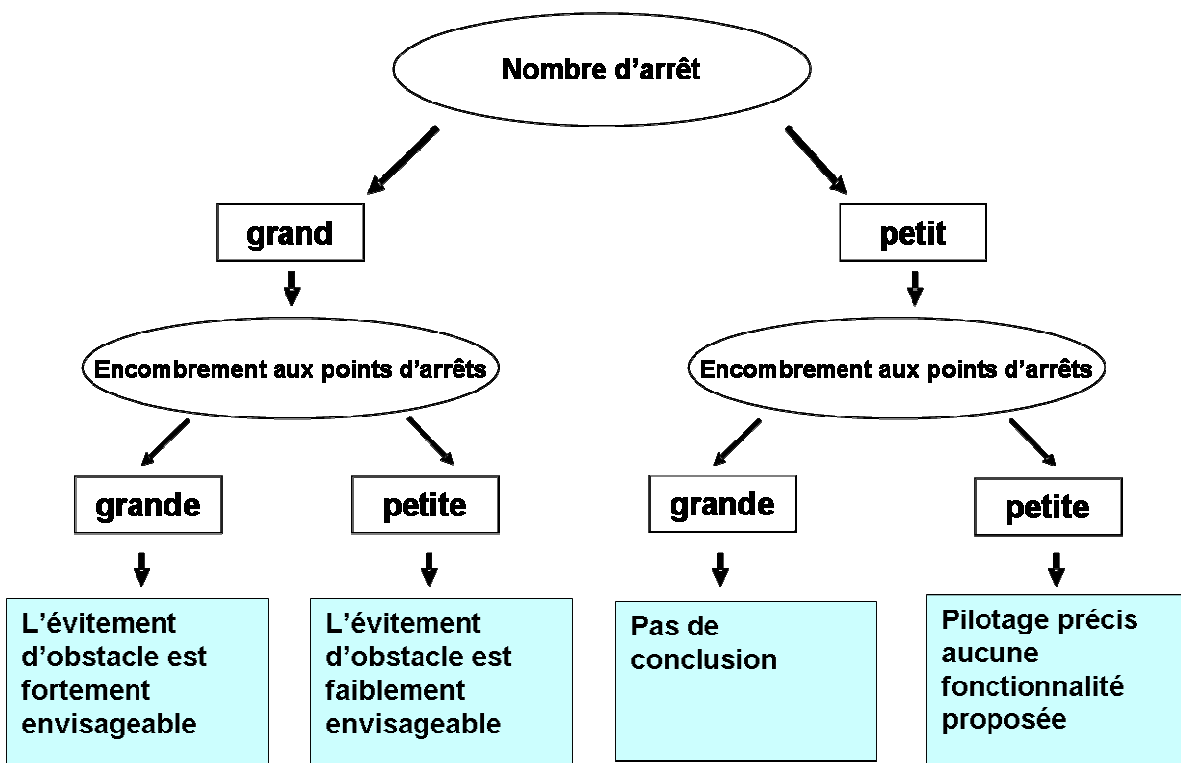 Nombre d'arrêt
grand
petit
Encombrement aux points d'arrêts
Encombrement aux points d'arrêts
grande
petite
grande
petite
L'évitement
d'obstacle est
fortement
envisageable
L'évitement
d'obstacle est
faiblement
envisageable
Pas de
conclusion
Pilotage précis
aucune
fonctionnalité
proposée